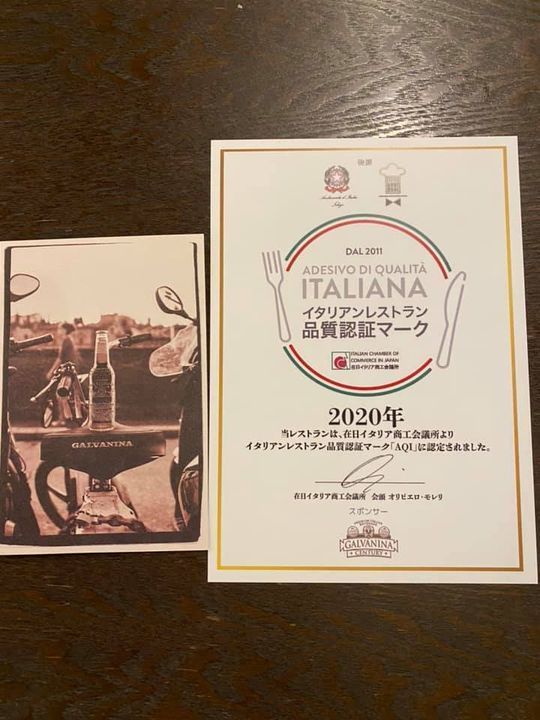 GALVANINA
後援
Ambasciata d'Italia
Tokyo
DAL 2011
ADESIVO DI QUALITÀ
ITALIANA
イタリアンレストラン
品質認証マーク
ITALIAN CHAMBER OF
COMMERCE IN JAPAN
在日イタリア商工会議所
2020年
当レストランは、在日イタリア商工会議所より
イタリアンレストラン品質認証マーク「AQI」に認定されました。
在日イタリア商工会議所 会頭 オリビエロ・モレリ
スポンサー
GALVANINA
CENTURY